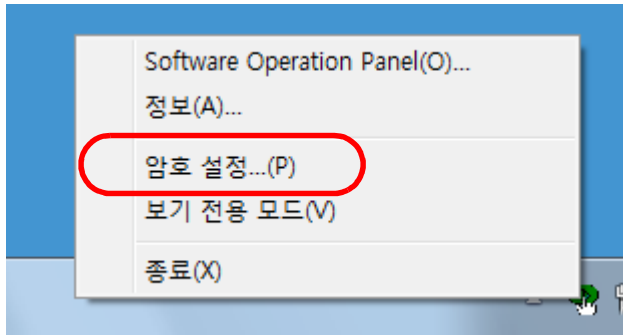 Software Operation Panel(O)...
정보(A)...
암호 설정...(P)
보기 전용 모드(V)
종료(X)